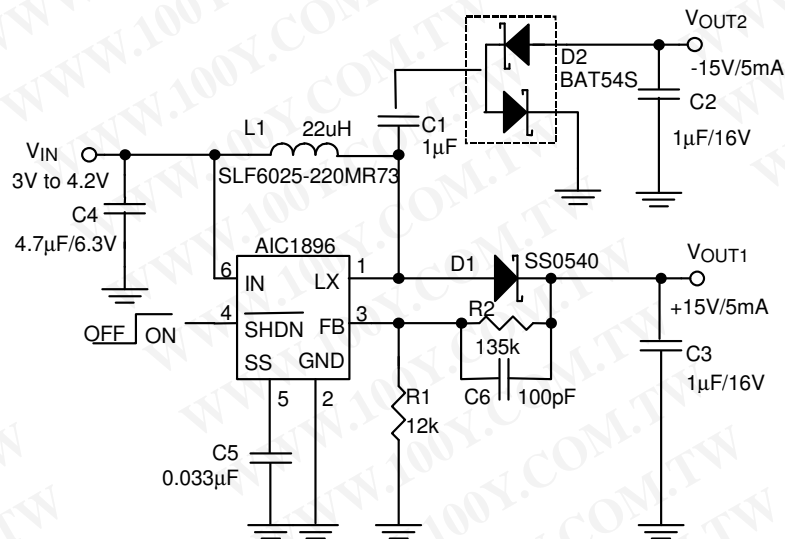 VOUT2
-15V/5mA
D2
BAT54S
C2
1µF/16V
C1
1µF
L1 22uH
SLF6025-220MR73
VIN
3V to 4.2V
C4
4.7µF/6.3V
AIC1896
6 IN LX 1
4 SHDN FB 3
SS GND
5 2
OFF ON
D1 SS0540
VOUT1
+15V/5mA
R2
135k
C6 100pF
C3
1µF/16V
R1
12k
C5
0.033µF
WWW.100Y.COM.TW